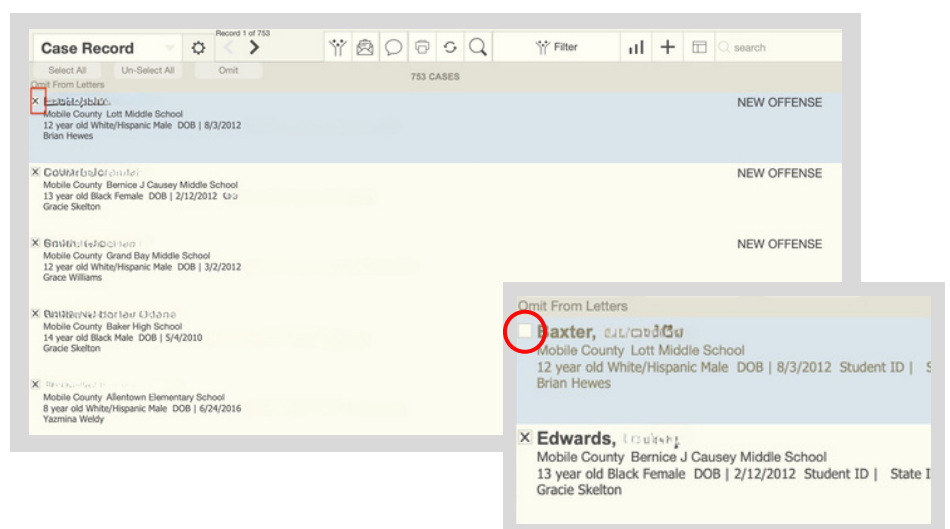 Record 1 of 753
Case Record
Filter
search
Select All Un-Select All Omit
753 CASES
Omit From Letters
NEW OFFENSE
Mobile County Lott Middle School
12 year old White/Hispanic Male DOB | 8/3/2012
Brian Hewes
NEW OFFENSE
Mobile County Bernice J Causey Middle School
13 year old Black Female DOB | 2/12/2012
Gracie Skelton
NEW OFFENSE
Mobile County Grand Bay Middle School
12 year old White/Hispanic Male DOB | 3/2/2012
Grace Williams
Mobile County Baker High School
14 year old Black Male DOB | 5/4/2010
Gracie Skelton
Mobile County Allentown Elementary School
8 year old White/Hispanic Male DOB | 6/24/2016
Yazmina Weldy
Omit From Letters
Baxter,
Mobile County Lott Middle School
12 year old White/Hispanic Male DOB | 8/3/2012 Student ID | S
Brian Hewes
Edwards,
Mobile County Bernice J Causey Middle School
13 year old Black Female DOB | 2/12/2012 Student ID | State I
Gracie Skelton